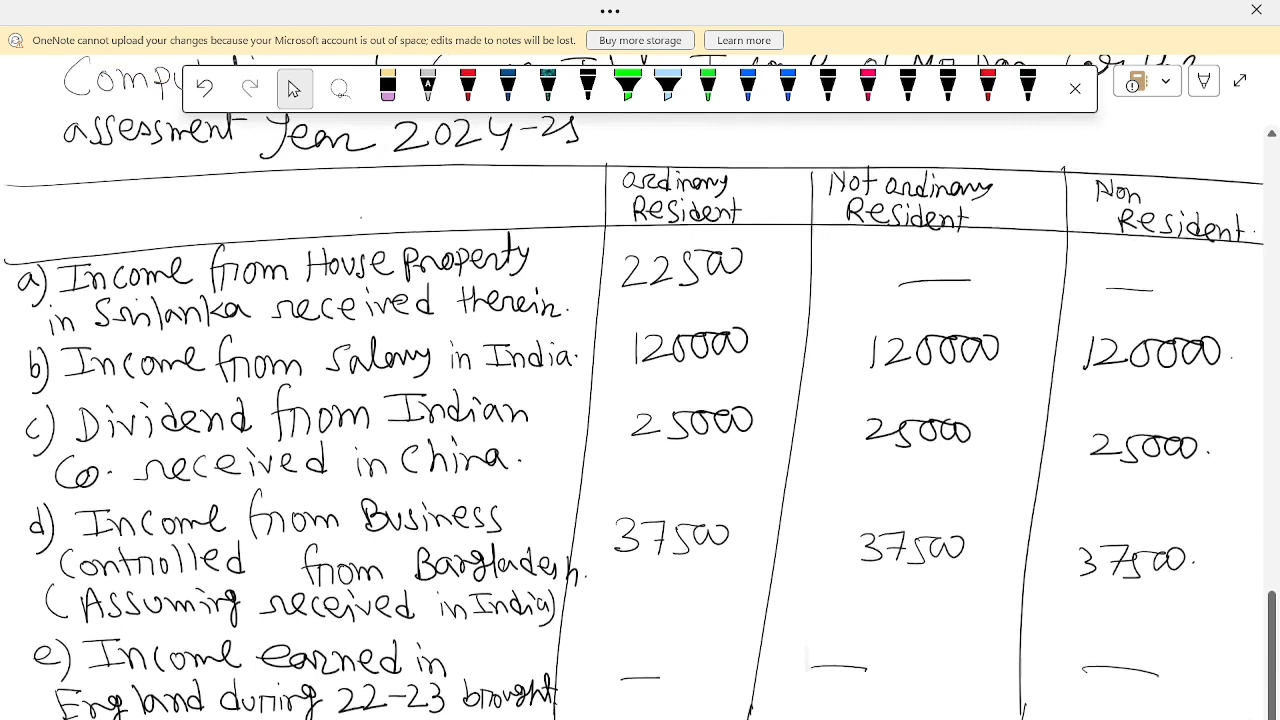 OneNote cannot upload your changes because your Microsoft account is out of space; edits made to notes will be lost. Buy more storage Learn more
assessment Year 2024-25
Ordinary Resident
Not ordinary Resident
Non Resident.
a) Income from House Property
in Srilanka received therein.
22500 — —
b) Income from Salary in India.
120000 120000 120000.
c) Dividend from Indian
Co. received in China.
25000 25000 25000.
d) Income from Business
Controlled from Bangladesh.
(Assuming received in India)
37500 37500 37500.
e) Income earned in
England during 22-23 brought
— — —